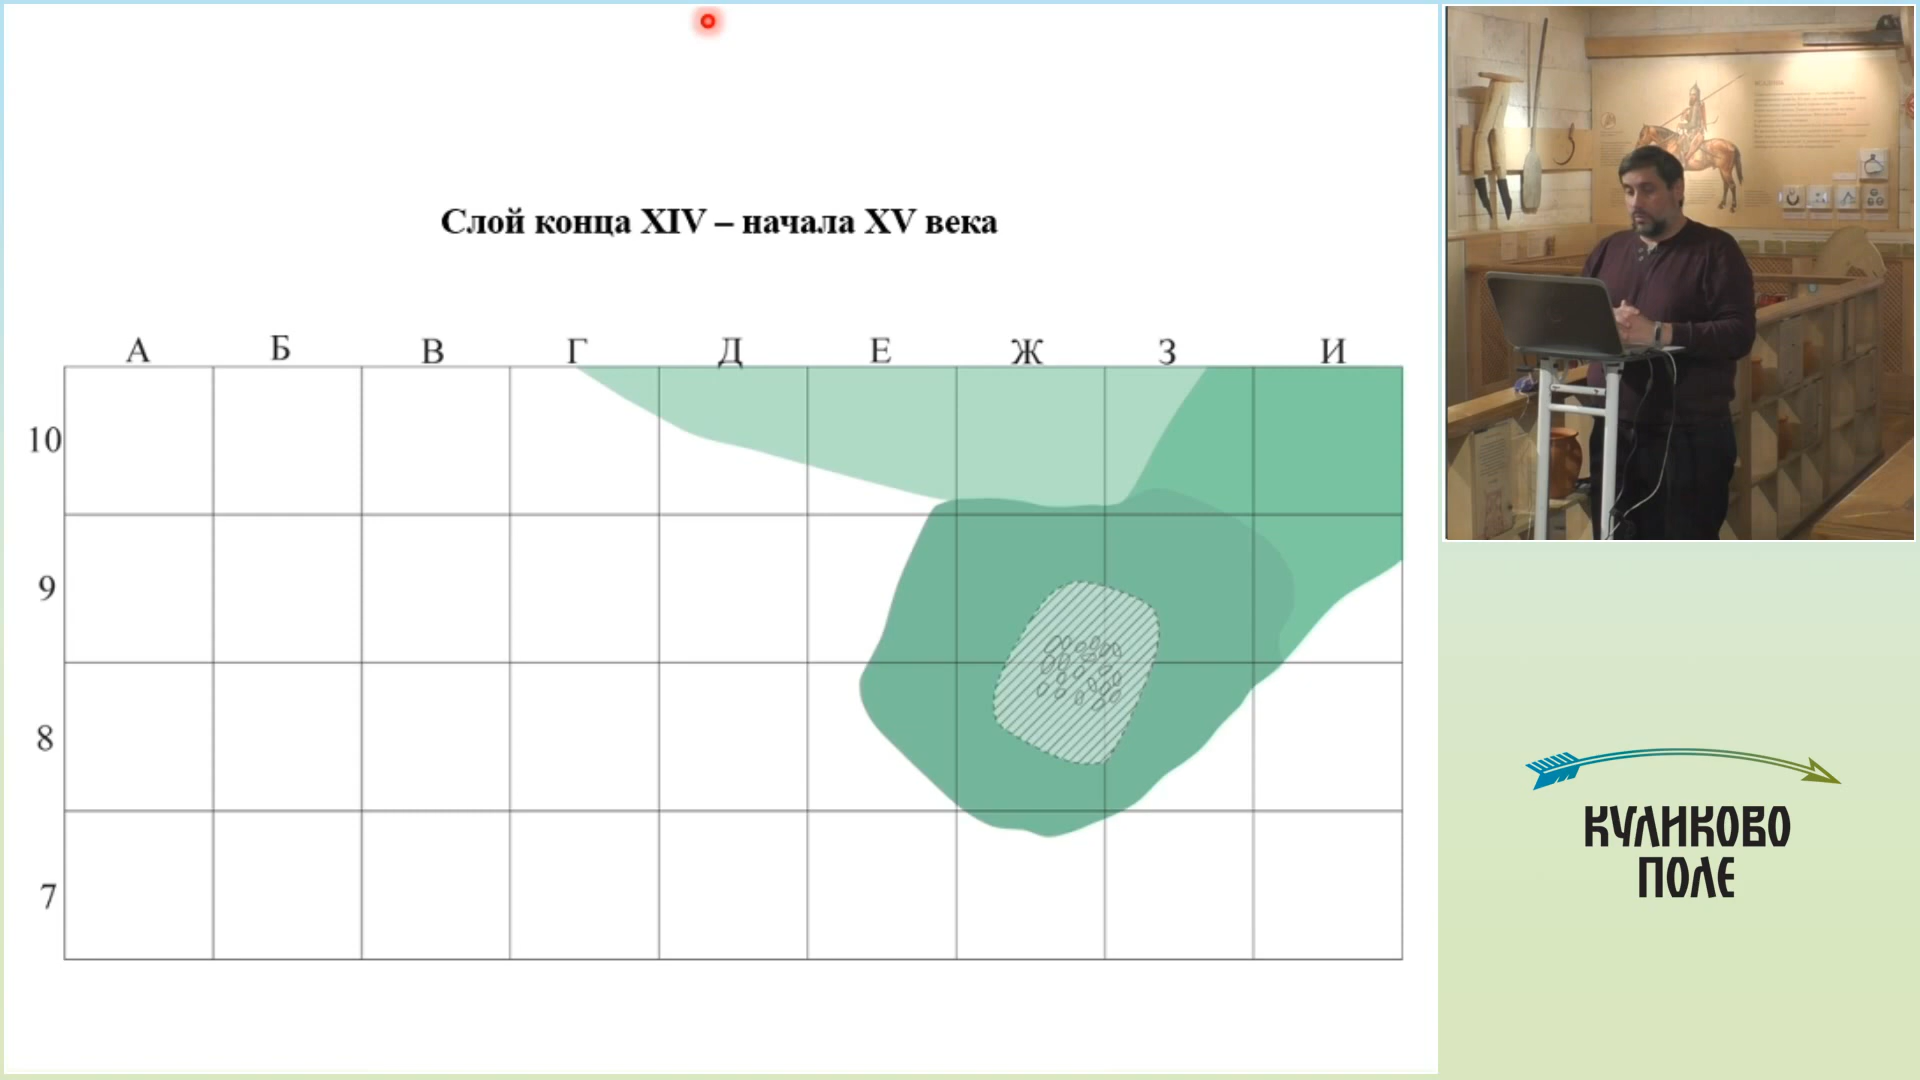 Слой конца XIV – начала XV века
А Б В Г Д Е Ж З И
10
9
8
7
КУЛИКОВО
ПОЛЕ